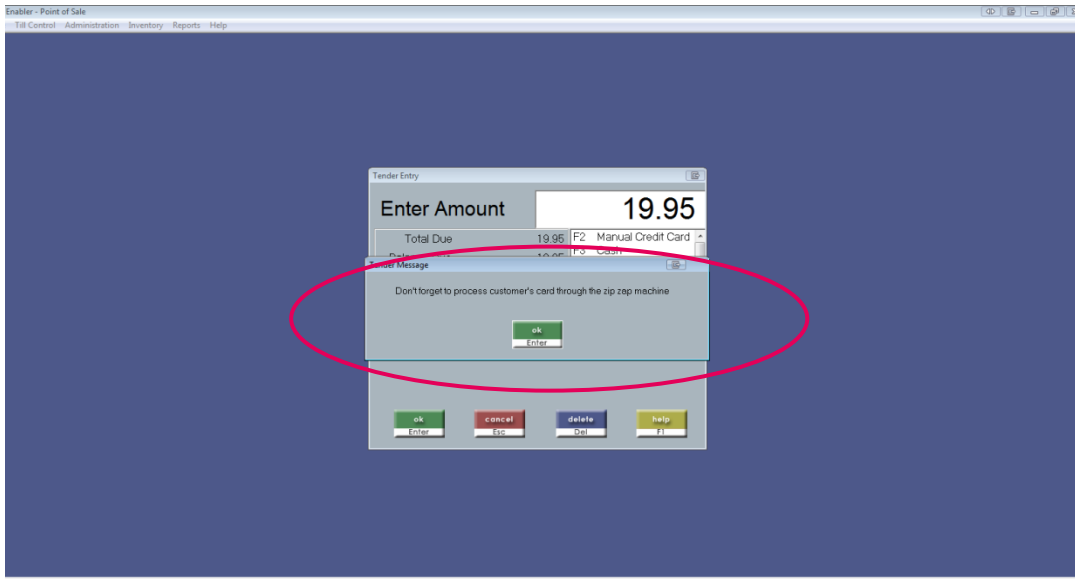 Enabler - Point of Sale
Till Control Administration Inventory Reports Help
Tender Entry
Enter Amount 19.95
Total Due 19.95 F2 Manual Credit Card
F3 Cash
Tender Message
Don't forget to process customer's card through the zip zap machine
ok
Enter
ok cancel delete help
Enter Esc Del F1